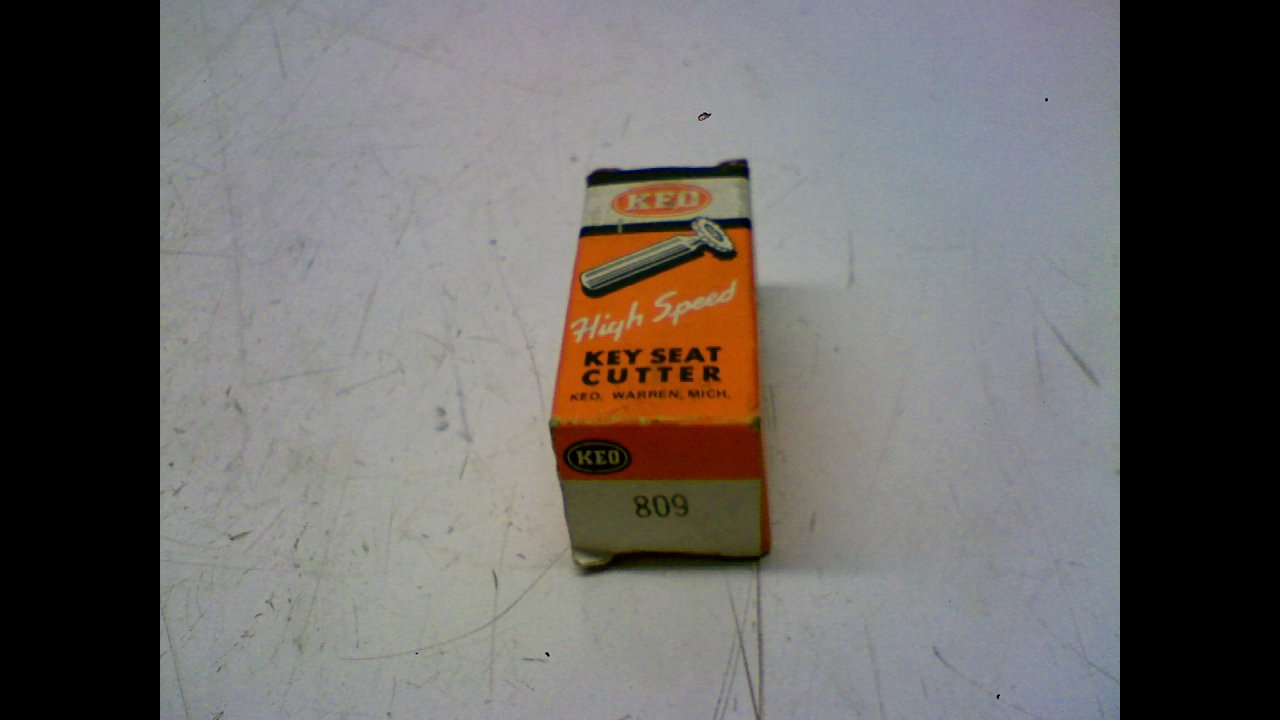 KEO
High Speed
KEY SEAT
CUTTER
KEO, WARREN, MICH.
KEO
809